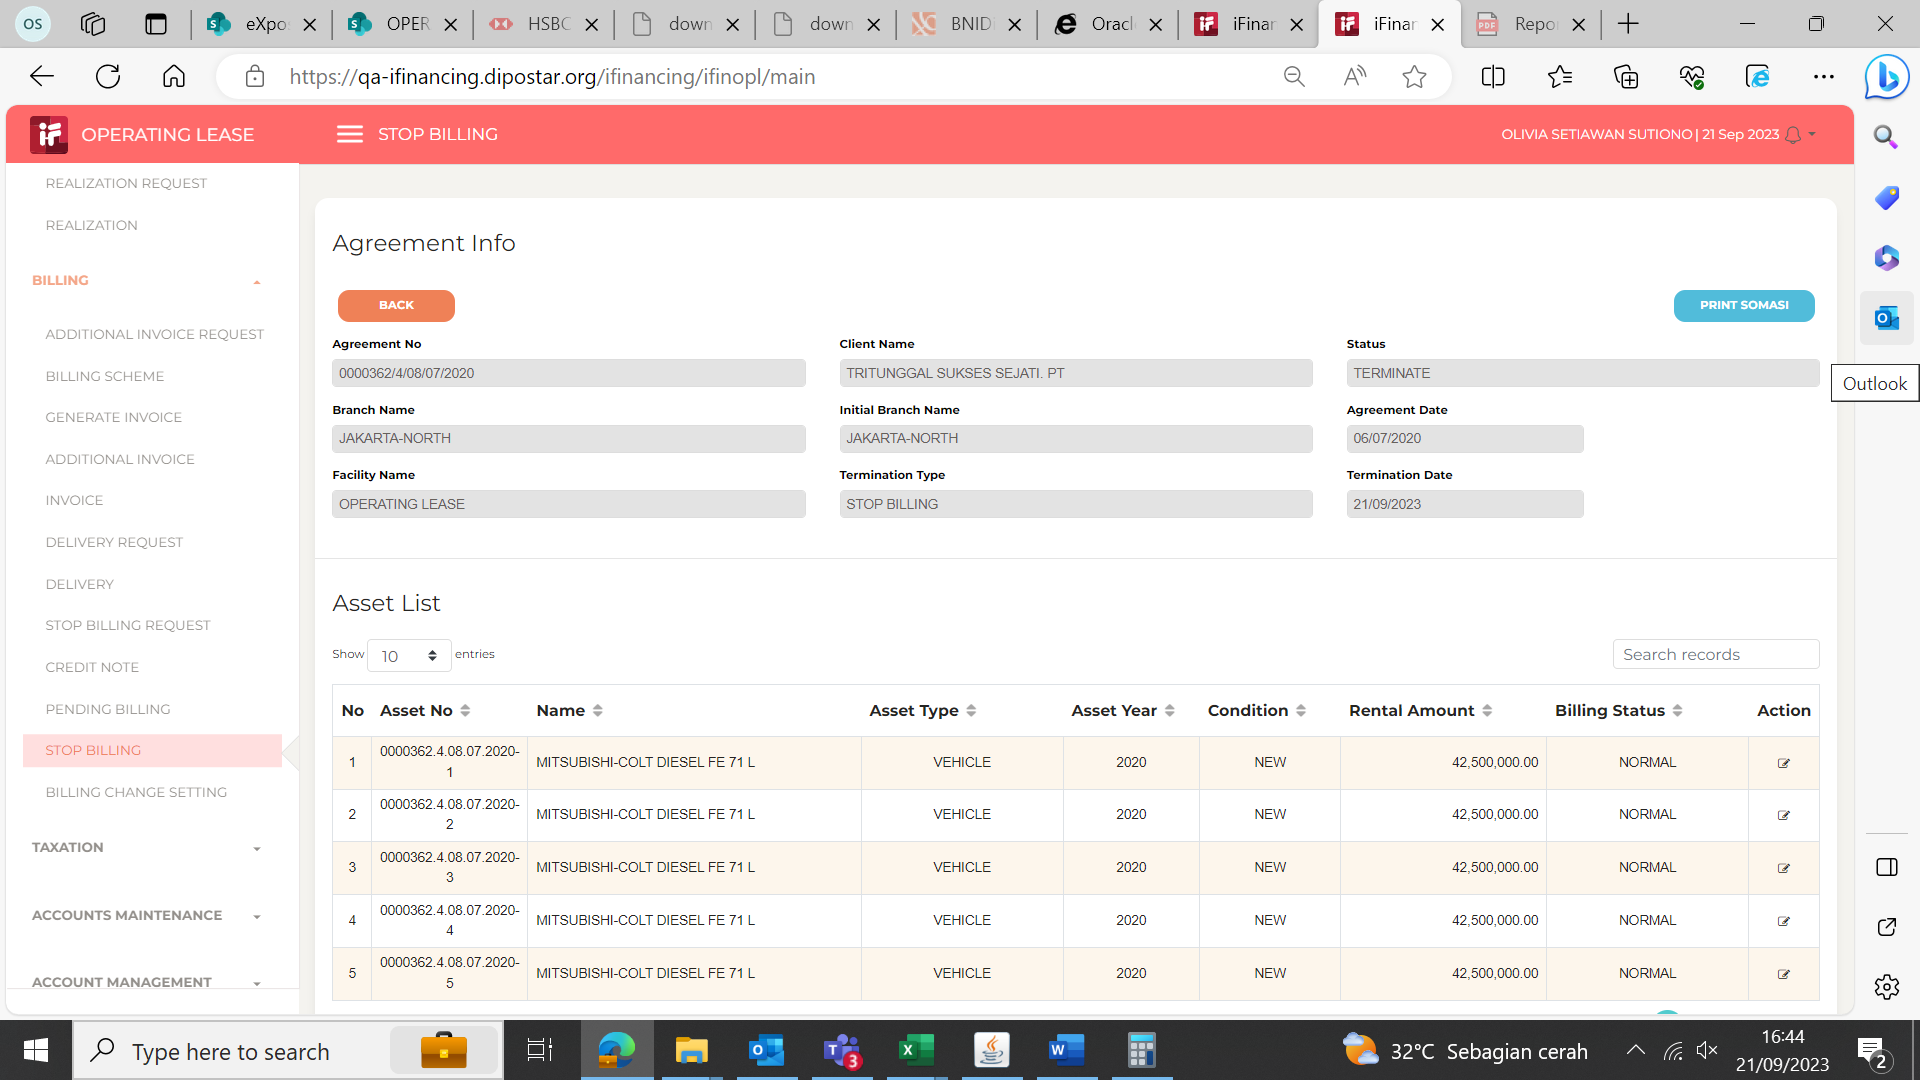 OS
eXpo
OPER
HSBC
down
down
BNID
Oracl
iFinar
iFinar
Repo
https://qa-ifinancing.dipostar.org/ifinancing/ifinopl/main
OPERATING LEASE
STOP BILLING
OLIVIA SETIAWAN SUTIONO | 21 Sep 2023
REALIZATION REQUEST
REALIZATION
BILLING
ADDITIONAL INVOICE REQUEST
BILLING SCHEME
GENERATE INVOICE
ADDITIONAL INVOICE
INVOICE
DELIVERY REQUEST
DELIVERY
STOP BILLING REQUEST
CREDIT NOTE
PENDING BILLING
STOP BILLING
BILLING CHANGE SETTING
TAXATION
ACCOUNTS MAINTENANCE
ACCOUNT MANAGEMENT
Agreement Info
BACK
PRINT SOMASI
Agreement No Client Name Status
0000362/4/08/07/2020 TRITUNGGAL SUKSES SEJATI. PT TERMINATE
Branch Name Initial Branch Name Agreement Date
JAKARTA-NORTH JAKARTA-NORTH 06/07/2020
Facility Name Termination Type Termination Date
OPERATING LEASE STOP BILLING 21/09/2023
Outlook
Asset List
Show 10 entries
Search records
No Asset No Name Asset Type Asset Year Condition Rental Amount Billing Status Action
1 0000362.4.08.07.2020-1 MITSUBISHI-COLT DIESEL FE 71 L VEHICLE 2020 NEW 42,500,000.00 NORMAL
2 0000362.4.08.07.2020-2 MITSUBISHI-COLT DIESEL FE 71 L VEHICLE 2020 NEW 42,500,000.00 NORMAL
3 0000362.4.08.07.2020-3 MITSUBISHI-COLT DIESEL FE 71 L VEHICLE 2020 NEW 42,500,000.00 NORMAL
4 0000362.4.08.07.2020-4 MITSUBISHI-COLT DIESEL FE 71 L VEHICLE 2020 NEW 42,500,000.00 NORMAL
5 0000362.4.08.07.2020-5 MITSUBISHI-COLT DIESEL FE 71 L VEHICLE 2020 NEW 42,500,000.00 NORMAL
Type here to search
3
32°C Sebagian cerah
16:44
21/09/2023
2